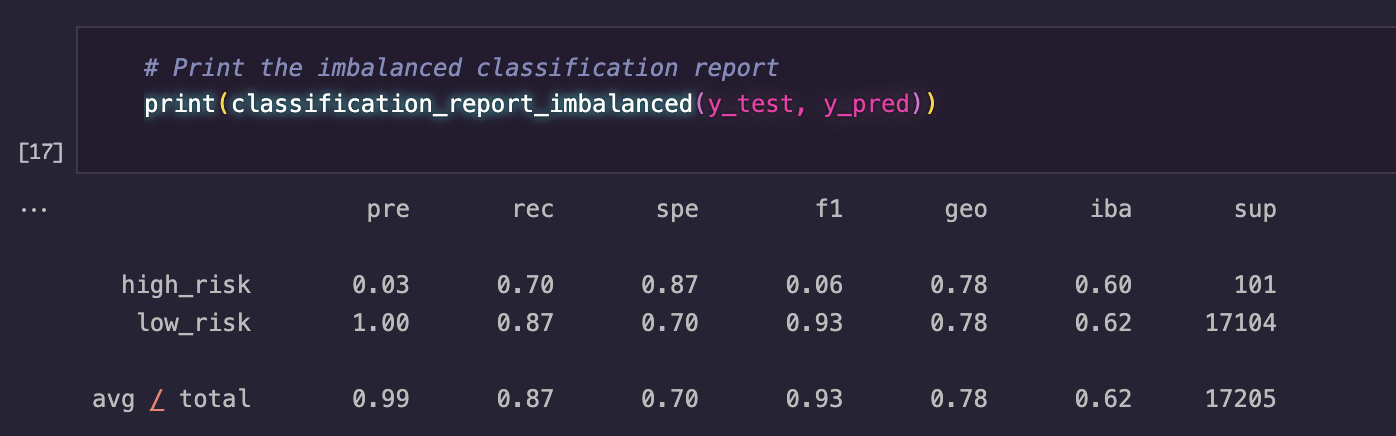 # Print the imbalanced classification report
print(classification_report_imbalanced(y_test, y_pred))
[17]
... pre rec spe f1 geo iba sup
high_risk 0.03 0.70 0.87 0.06 0.78 0.60 101
low_risk 1.00 0.87 0.70 0.93 0.78 0.62 17104
avg / total 0.99 0.87 0.70 0.93 0.78 0.62 17205